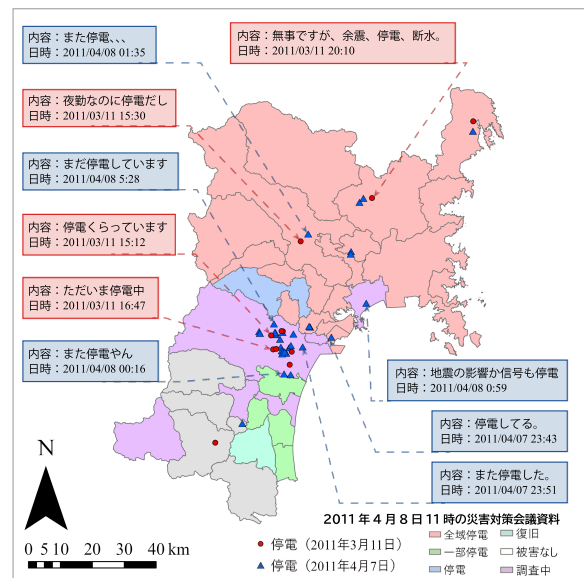 内容：また停電、、、
日時：2011/04/08 01:35
内容：無事ですが、余震、停電、断水。
日時：2011/03/11 20:10
内容：夜勤なのに停電だし
日時：2011/03/11 15:30
内容：まだ停電しています
日時：2011/04/08 5:28
内容：停電くらっています
日時：2011/03/11 15:12
内容：ただいま停電中
日時：2011/03/11 16:47
内容：また停電やん
日時：2011/04/08 00:16
内容：地震の影響か信号も停電
日時：2011/04/08 0:59
内容：停電してる。
日時：2011/04/07 23:43
内容：また停電した。
日時：2011/04/07 23:51
N
0 5 10 20 30 40 km
停電（2011年3月11日）
停電（2011年4月7日）
2011年4月8日11時の災害対策会議資料
全域停電
一部停電
停電
復旧
被害なし
調査中